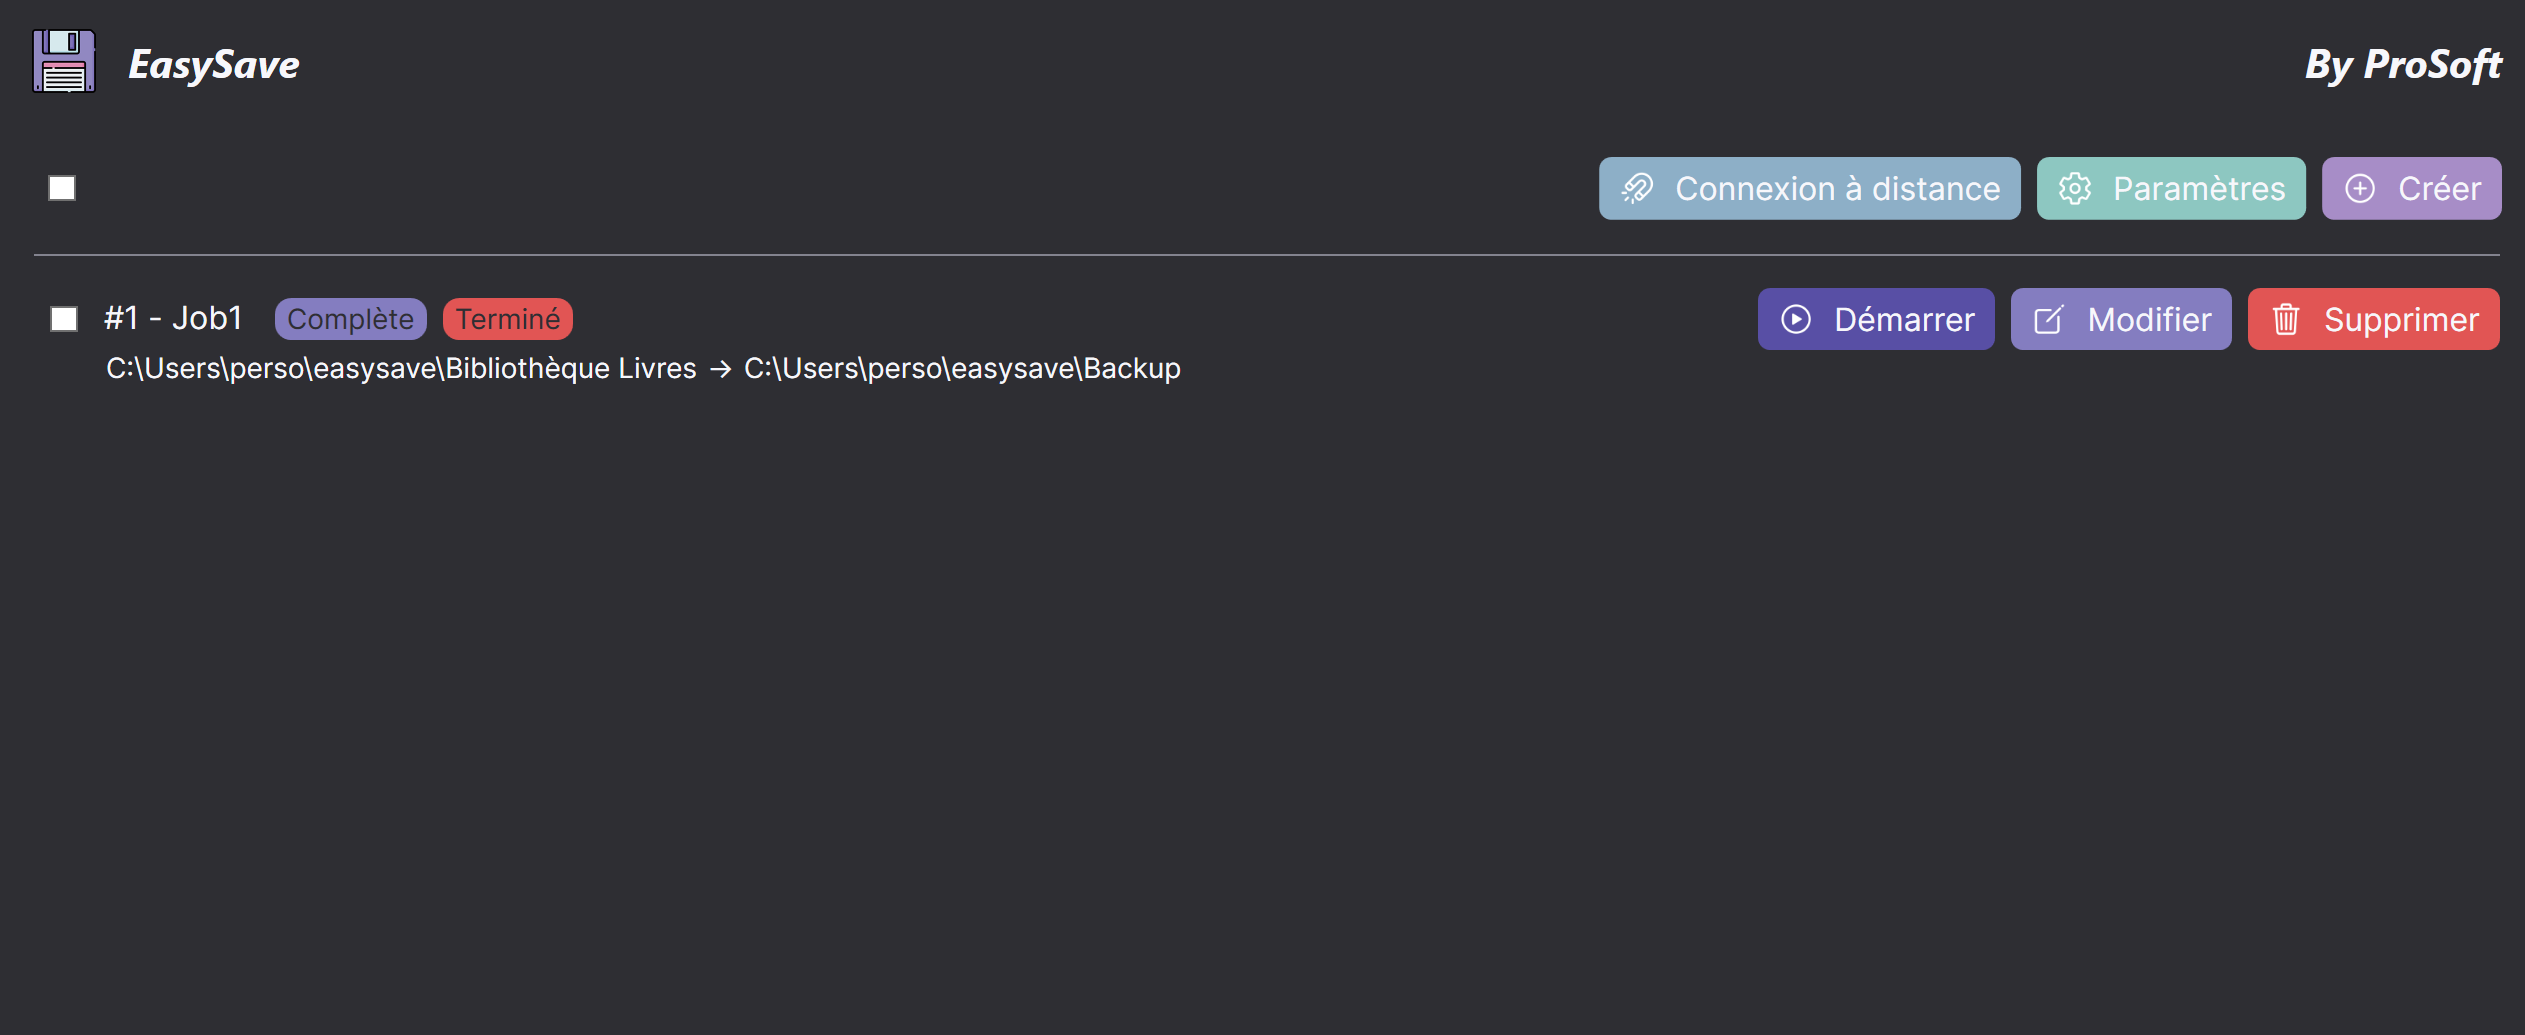 EasySave
By ProSoft
Connexion à distance
Paramètres
Créer
#1 - Job1
Complète
Terminé
Démarrer
Modifier
Supprimer
C:\Users\perso\easysave\Bibliothèque Livres → C:\Users\perso\easysave\Backup